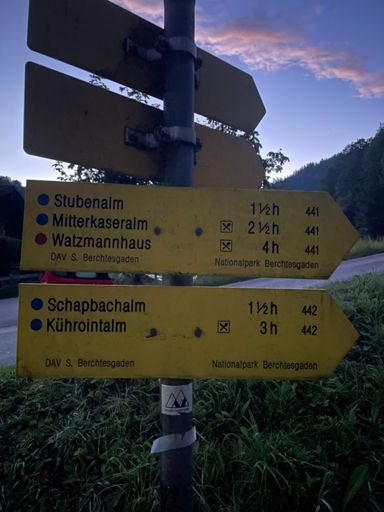 Stubenalm 1½h 441
Mitterkaseralm 2½h 441
Watzmannhaus 4h 441
DAV S. Berchtesgaden Nationalpark Berchtesgaden
Schapbachalm 1½h 442
Kührointalm 3h 442
DAV S. Berchtesgaden Nationalpark Berchtesgaden